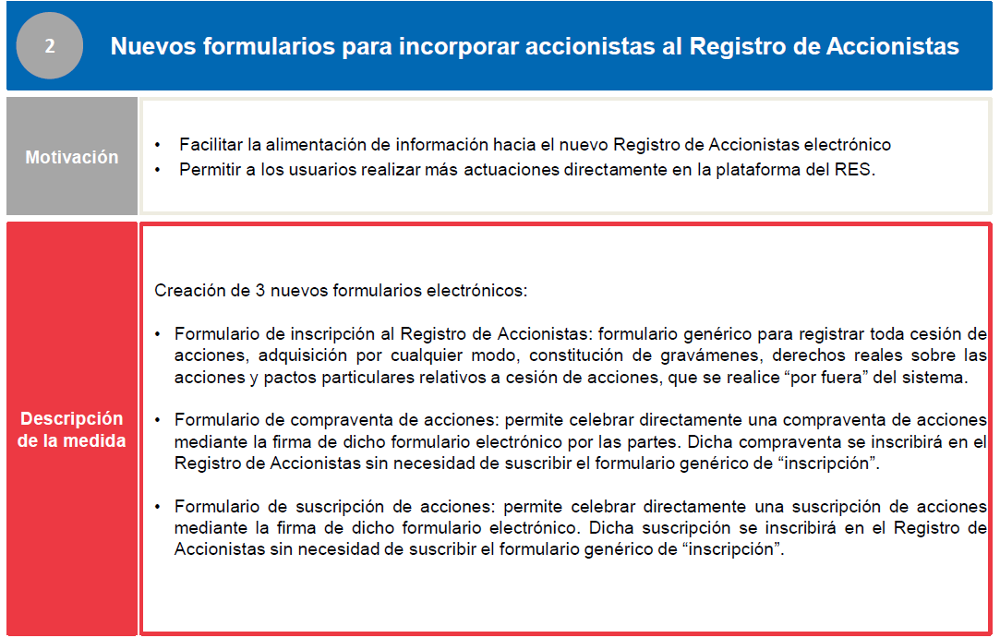 2
Nuevos formularios para incorporar accionistas al Registro de Accionistas
Motivación
• Facilitar la alimentación de información hacia el nuevo Registro de Accionistas electrónico
• Permitir a los usuarios realizar más actuaciones directamente en la plataforma del RES.
Descripción
de la medida
Creación de 3 nuevos formularios electrónicos:
• Formulario de inscripción al Registro de Accionistas: formulario genérico para registrar toda cesión de
acciones, adquisición por cualquier modo, constitución de gravámenes, derechos reales sobre las
acciones y pactos particulares relativos a cesión de acciones, que se realice “por fuera” del sistema.
• Formulario de compraventa de acciones: permite celebrar directamente una compraventa de acciones
mediante la firma de dicho formulario electrónico por las partes. Dicha compraventa se inscribirá en el
Registro de Accionistas sin necesidad de suscribir el formulario genérico de “inscripción”.
• Formulario de suscripción de acciones: permite celebrar directamente una suscripción de acciones
mediante la firma de dicho formulario electrónico. Dicha suscripción se inscribirá en el Registro de
Accionistas sin necesidad de suscribir el formulario genérico de “inscripción”.